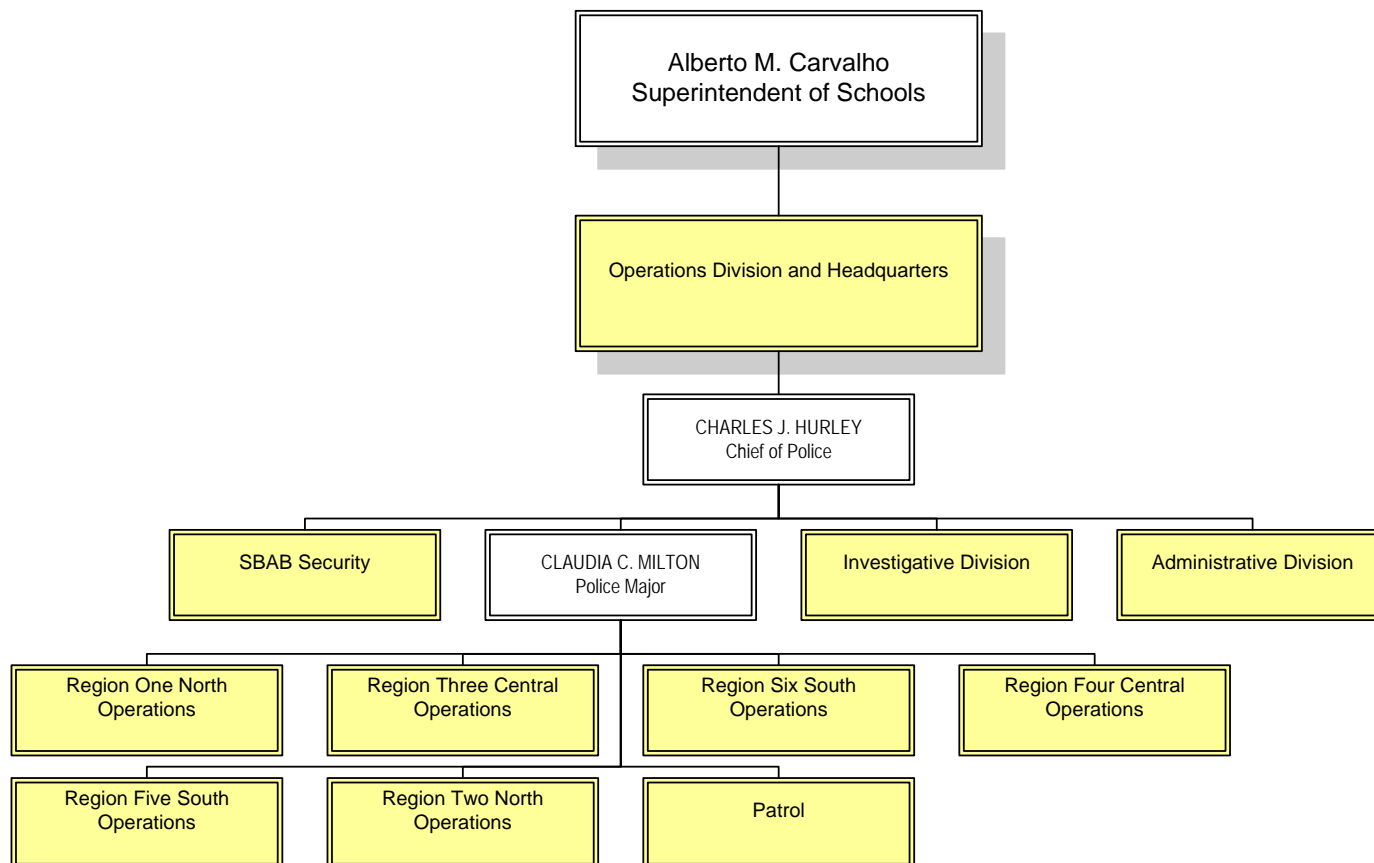 Alberto M. Carvalho
Superintendent of Schools
Operations Division and Headquarters
CHARLES J. HURLEY
Chief of Police
SBAB Security
CLAUDIA C. MILTON
Police Major
Investigative Division
Administrative Division
Region One North
Operations
Region Three Central
Operations
Region Six South
Operations
Region Four Central
Operations
Region Five South
Operations
Region Two North
Operations
Patrol